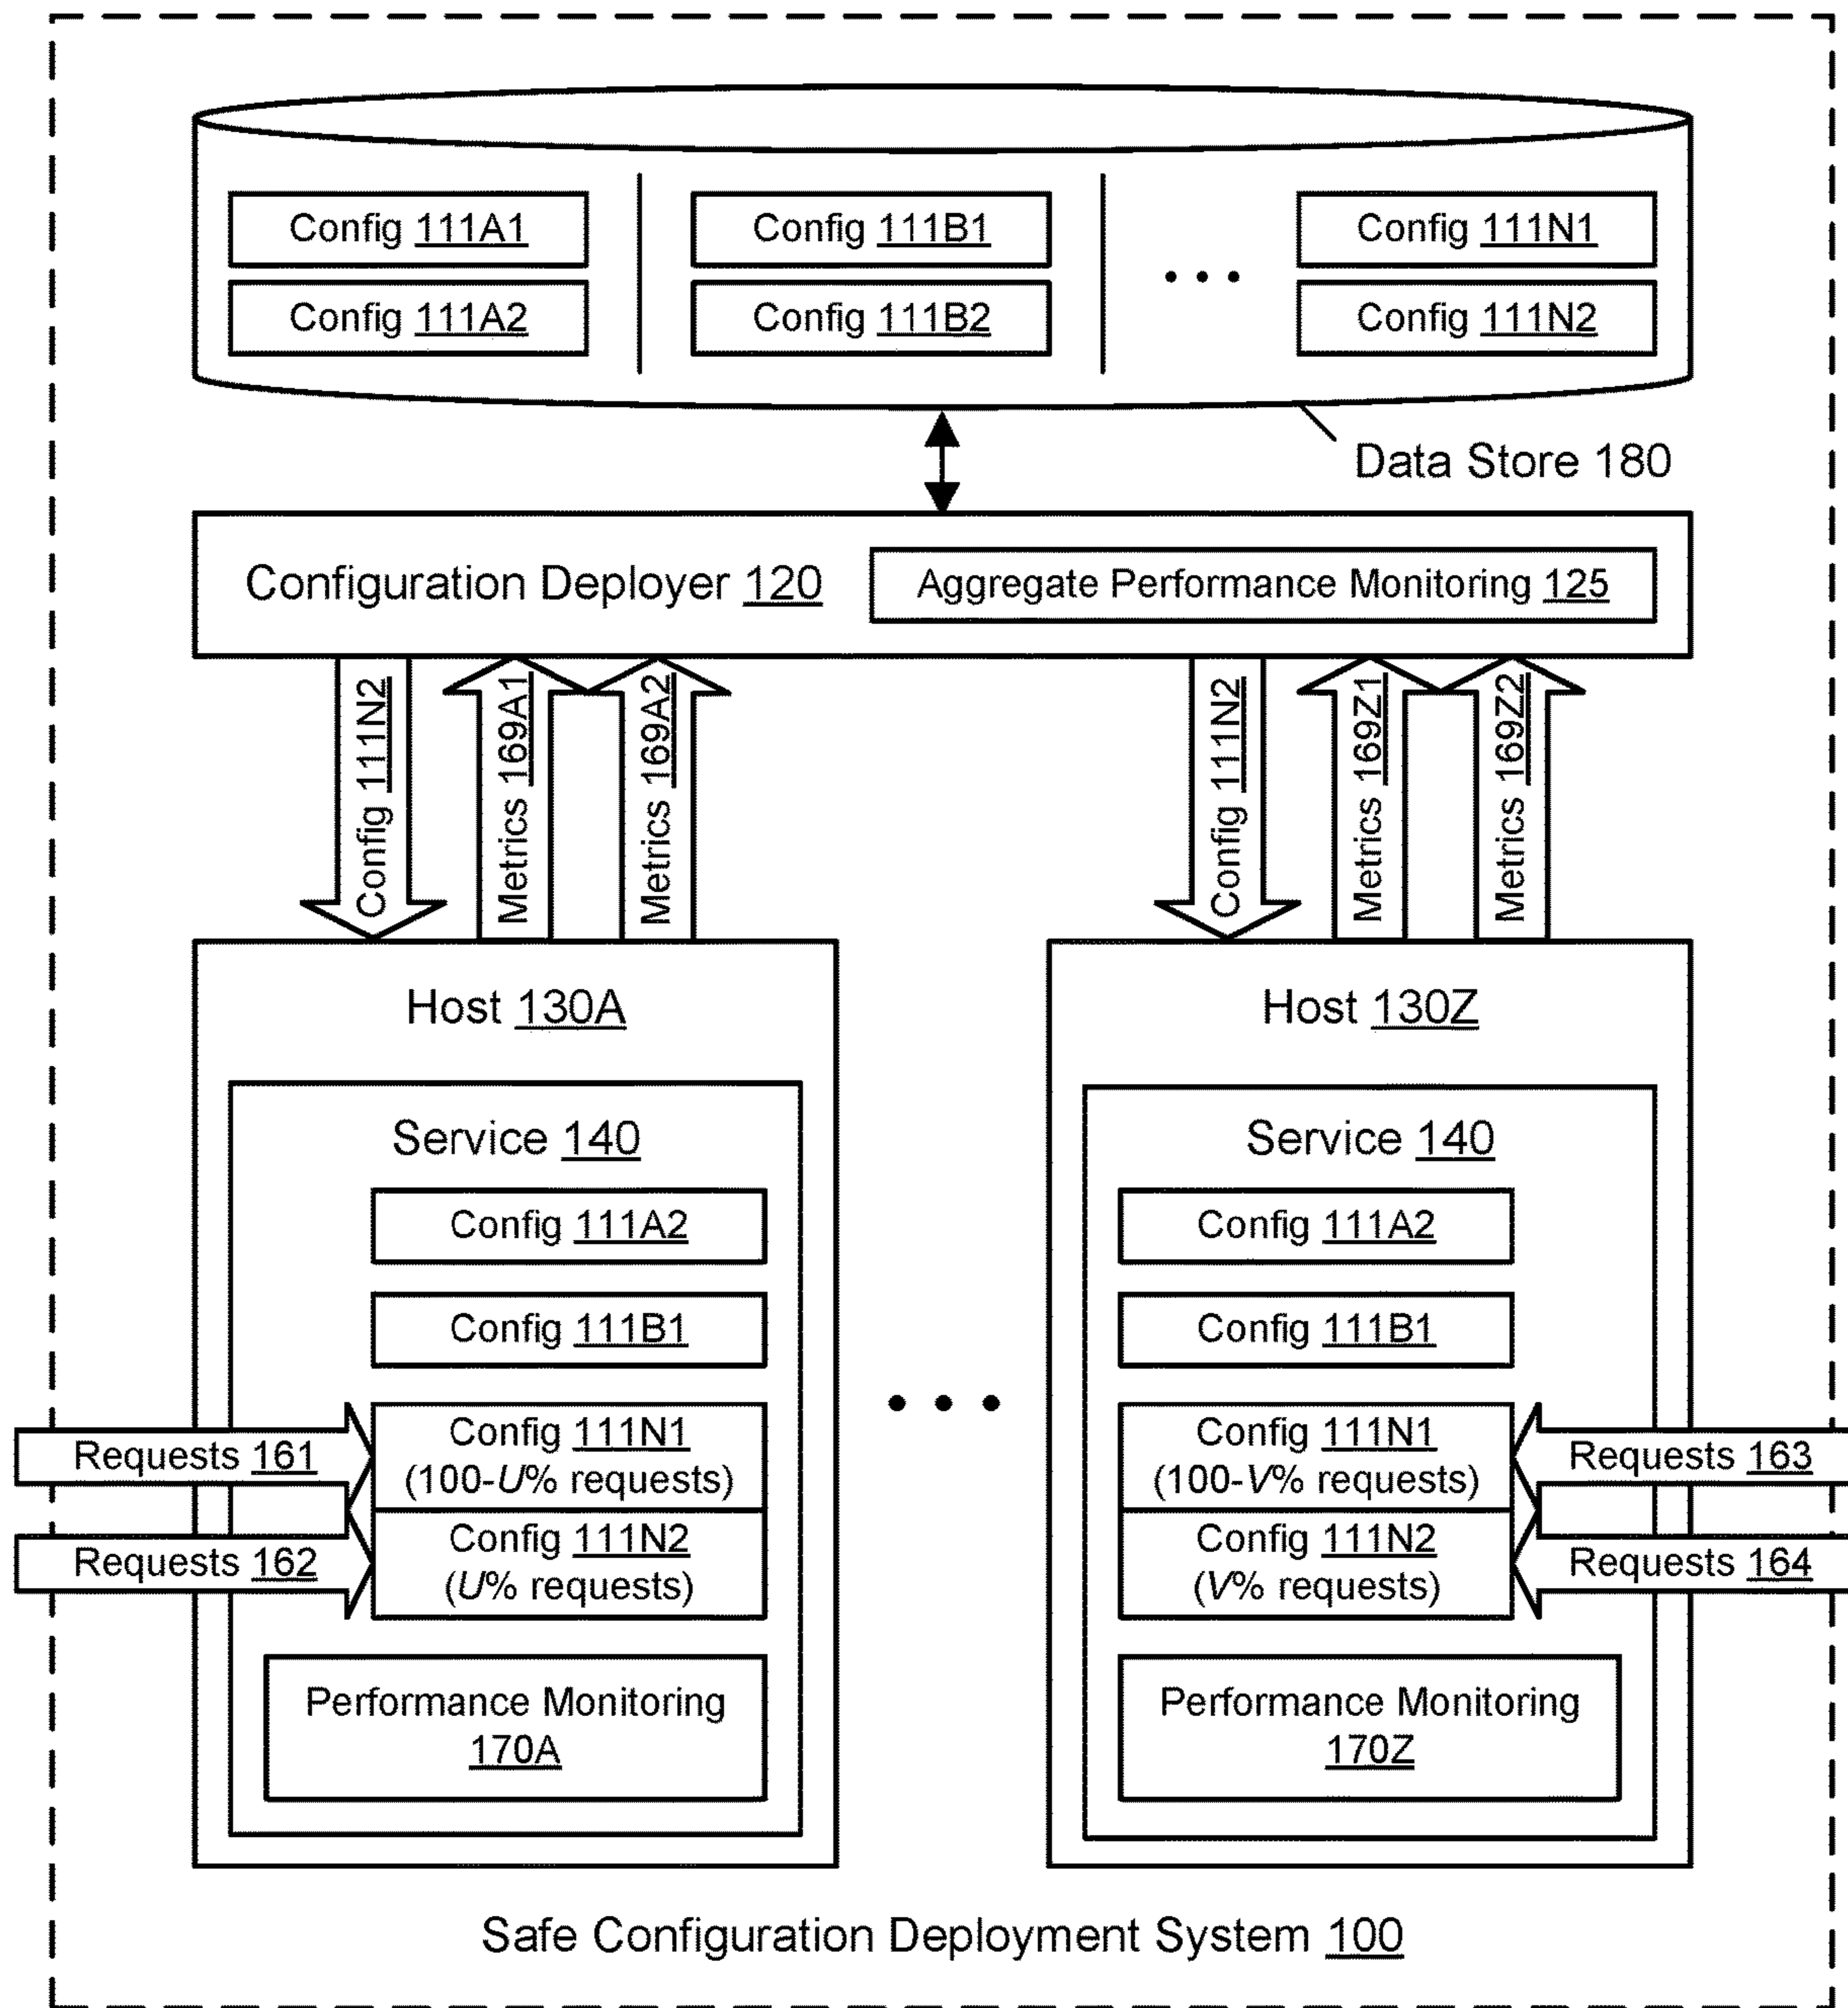 Config 111A1
Config 111B1
Config 111N1
Config 111A2
Config 111B2
• • •
Config 111N2
Data Store 180
Configuration Deployer 120
Aggregate Performance Monitoring 125
Config 111N2
Metrics 169A1
Metrics 169A2
Config 111N2
Metrics 169Z1
Metrics 169Z2
Host 130A
Service 140
Config 111A2
Config 111B1
Requests 161
Config 111N1
(100-U% requests)
Requests 162
Config 111N2
(U% requests)
Performance Monitoring
170A
• • •
Host 130Z
Service 140
Config 111A2
Config 111B1
Config 111N1
(100-V% requests)
Requests 163
Config 111N2
(V% requests)
Requests 164
Performance Monitoring
170Z
Safe Configuration Deployment System 100